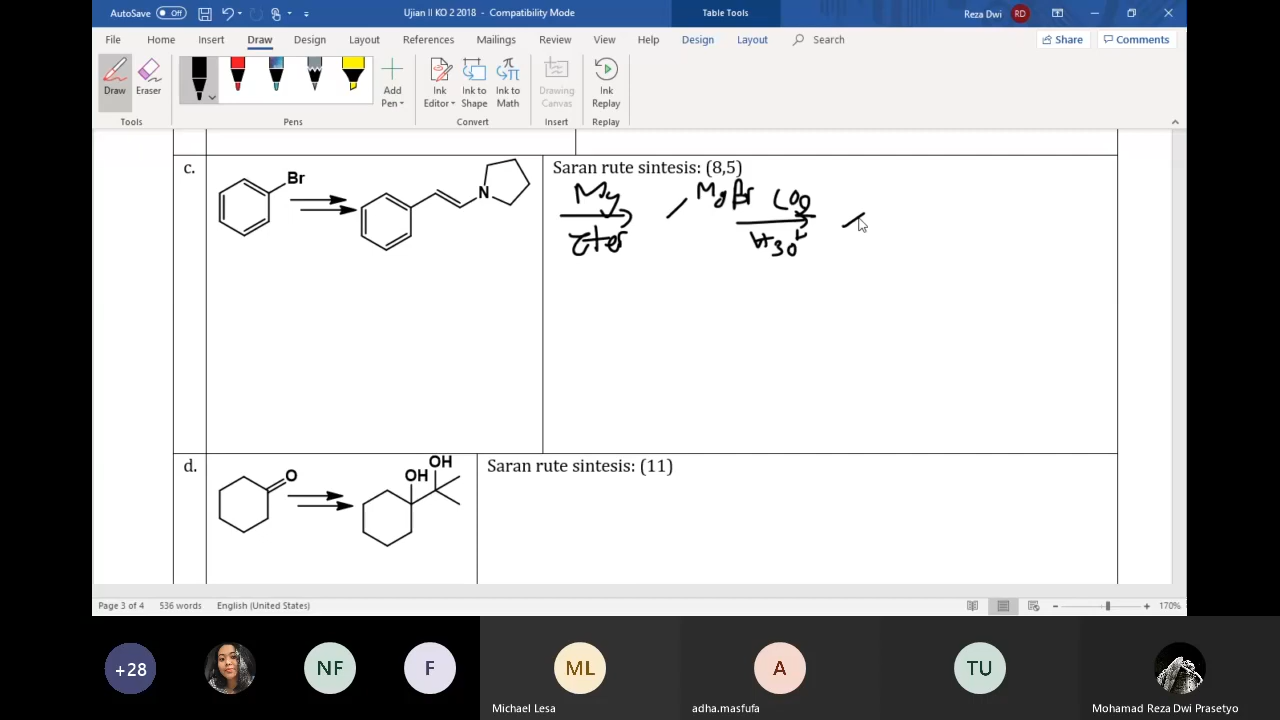 AutoSave Off Ujian II KO 2 2018 - Compatibility Mode Table Tools Reza Dwi RD
File Home Insert Draw Design Layout References Mailings Review View Help Design Layout Search Share Comments
Draw Eraser Add Pen Ink Editor Ink to Shape Ink to Math Drawing Canvas Ink Replay
Tools Pens Convert Insert Replay
c. Br N Saran rute sintesis: (8,5)
Mg MgBr CO2
Eter H3O+
d. O OH OH Saran rute sintesis: (11)
Page 3 of 4 536 words English (United States) 170%
+28 NF F ML A TU
Michael Lesa adha.masfufa Mohamad Reza Dwi Prasetyo